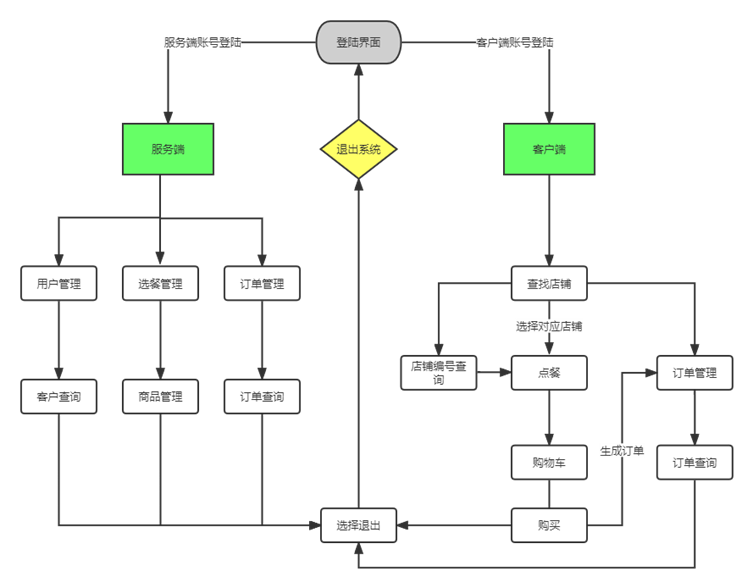 服务端账号登陆
登陆界面
客户端账号登陆
服务端
退出系统
客户端
用户管理
选餐管理
订单管理
查找店铺
选择对应店铺
店铺编号查
询
点餐
订单管理
客户查询
商品管理
订单查询
购物车
生成订单
订单查询
选择退出
购买